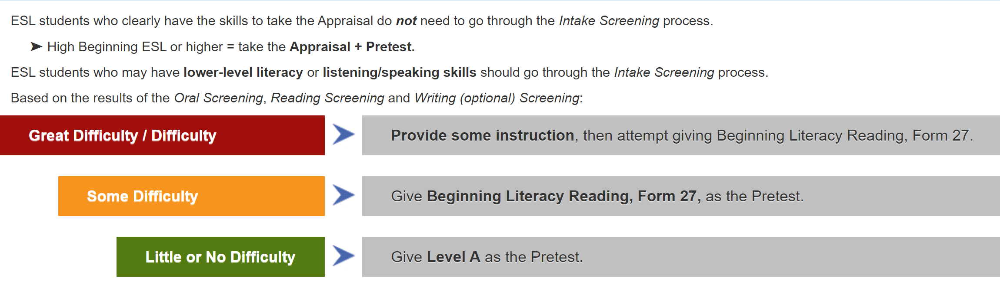 ESL students who clearly have the skills to take the Appraisal do not need to go through the Intake Screening process.
➤ High Beginning ESL or higher = take the Appraisal + Pretest.
ESL students who may have lower-level literacy or listening/speaking skills should go through the Intake Screening process.
Based on the results of the Oral Screening, Reading Screening and Writing (optional) Screening:
Great Difficulty / Difficulty
Provide some instruction, then attempt giving Beginning Literacy Reading, Form 27.
Some Difficulty
Give Beginning Literacy Reading, Form 27, as the Pretest.
Little or No Difficulty
Give Level A as the Pretest.